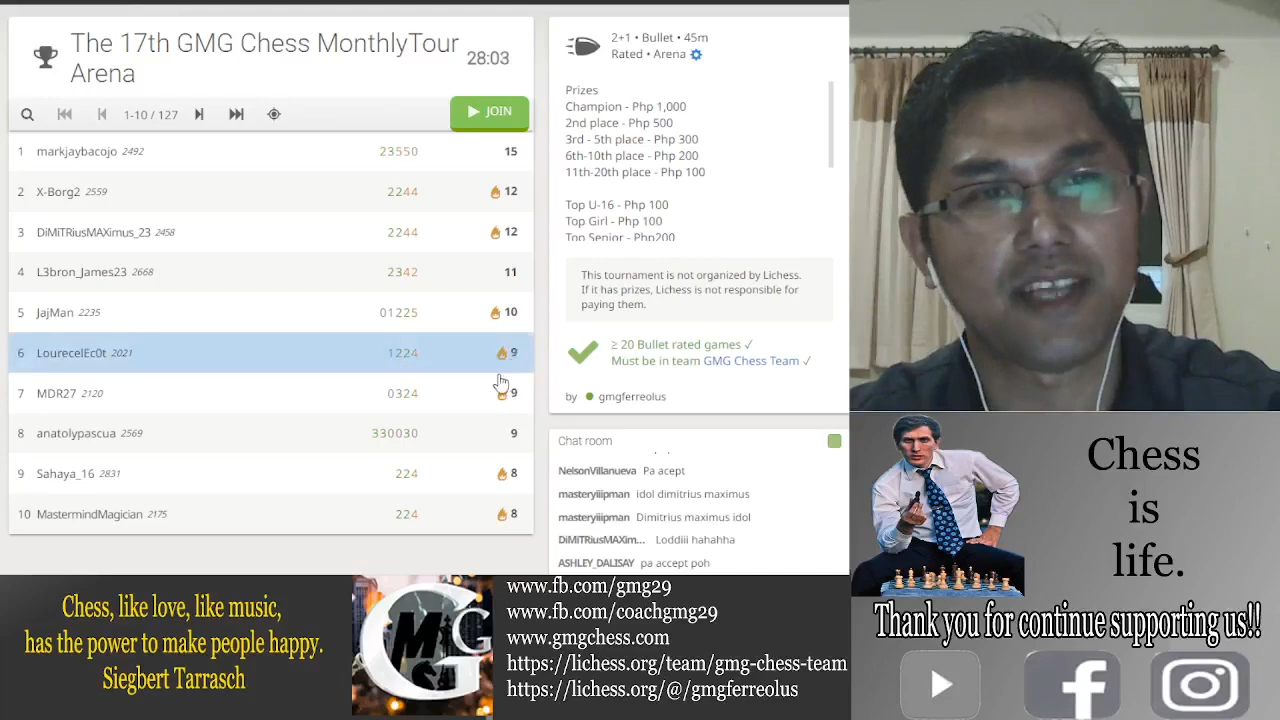 The 17th GMG Chess MonthlyTour
Arena
28:03
1-10 / 127
JOIN
1 markjaybacojo 2492 23550 15
2 X-Borg2 2559 2244 12
3 DiMiTRiusMAXimus_23 2458 2244 12
4 L3bron_James23 2668 2342 11
5 JajMan 2235 01225 10
6 LourecelEc0t 2021 1224 9
7 MDR27 2120 0324 9
8 anatolypascua 2569 330030 9
9 Sahaya_16 2831 224 8
10 MastermindMagician 2175 224 8
2+1 • Bullet • 45m
Rated • Arena
Prizes
Champion - Php 1,000
2nd place - Php 500
3rd - 5th place - Php 300
6th-10th place - Php 200
11th-20th place - Php 100
Top U-16 - Php 100
Top Girl - Php 100
Top Senior - Php200
This tournament is not organized by Lichess.
If it has prizes, Lichess is not responsible for
paying them.
≥ 20 Bullet rated games ✓
Must be in team GMG Chess Team ✓
by gmgferreolus
Chat room
NelsonVillanueva Pa acept
masteryiiipman idol dimitrius maximus
masteryiiipman Dimitrius maximus idol
DiMiTRiusMAXim... Loddiii hahahha
ASHLEY_DALISAY pa accept poh
Chess
is
life.
Thank you for continue supporting us!!
Chess, like love, like music,
has the power to make people happy.
Siegbert Tarrasch
GMG
www.fb.com/gmg29
www.fb.com/coachgmg29
www.gmgchess.com
https://lichess.org/team/gmg-chess-team
https://lichess.org/@/gmgferreolus